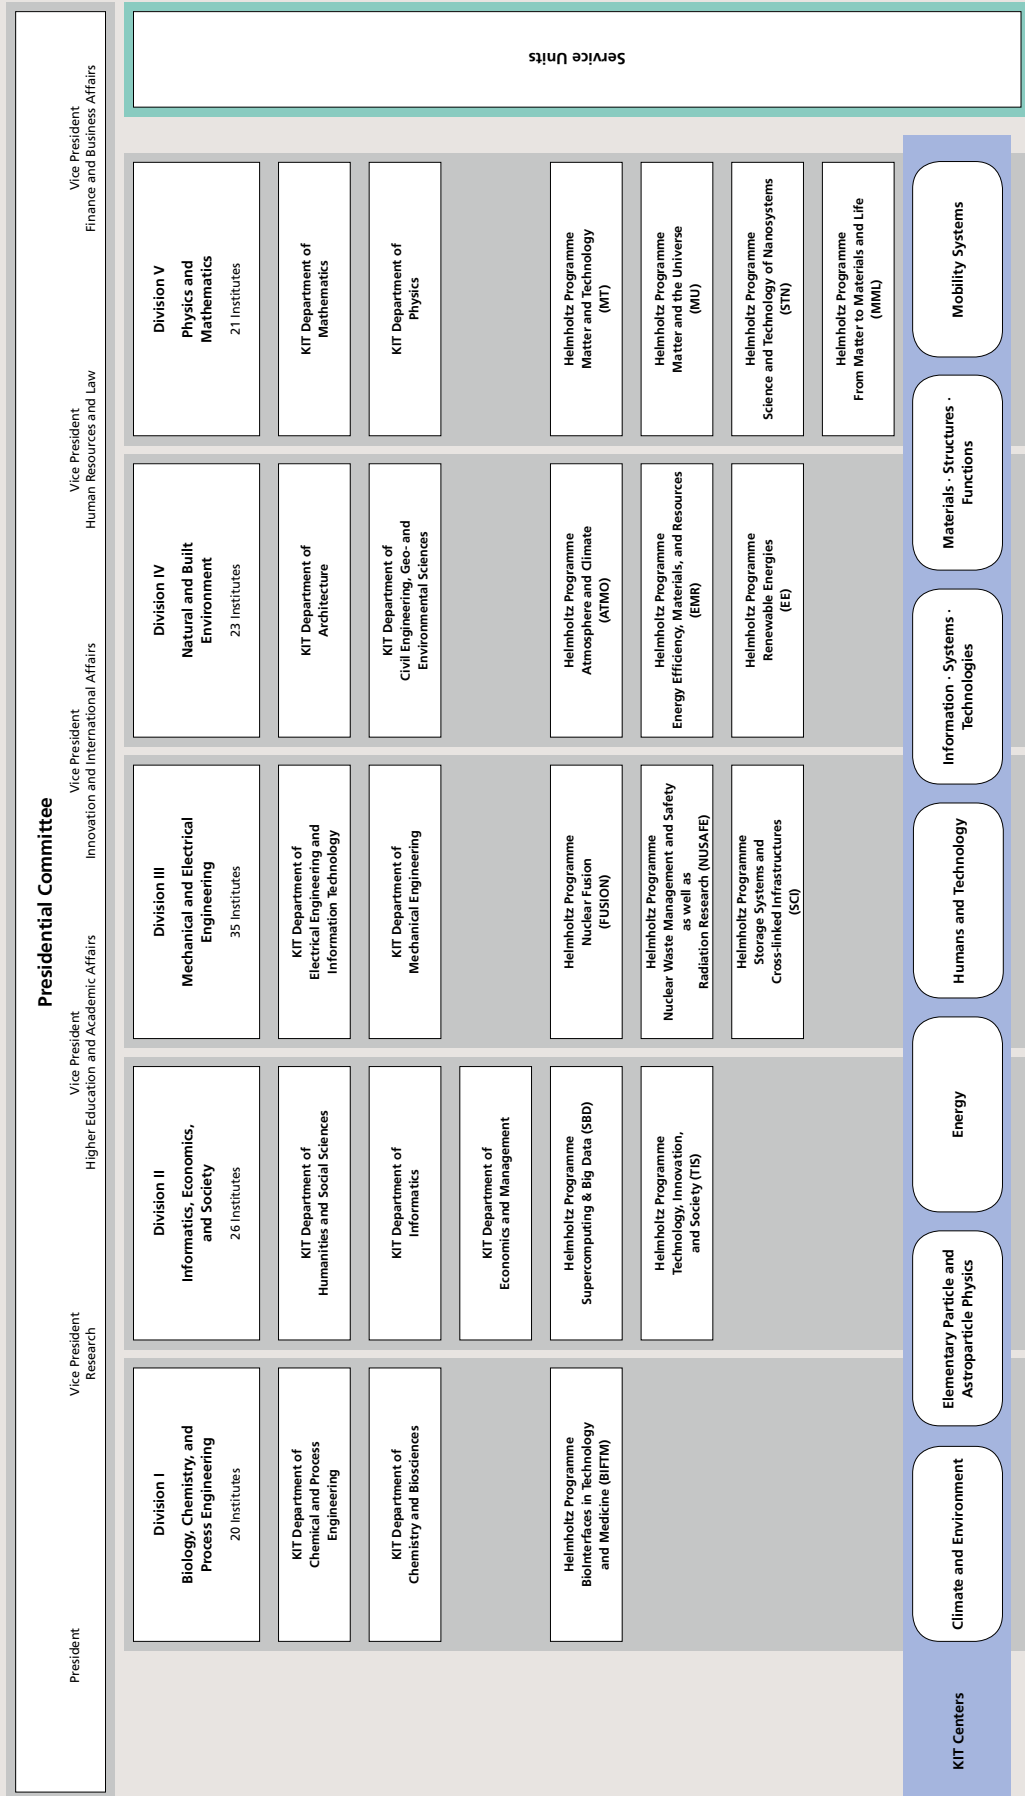 Presidential Committee
President
Vice President
Research
Vice President
Higher Education and Academic Affairs
Vice President
Innovation and International Affairs
Vice President
Human Resources and Law
Vice President
Finance and Business Affairs
Division I
Biology, Chemistry, and
Process Engineering
20 Institutes
KIT Department of
Chemical and Process
Engineering
KIT Department of
Chemistry and Biosciences
Helmholtz Programme
BioInterfaces in Technology
and Medicine (BIFTM)
Division II
Informatics, Economics,
and Society
26 Institutes
KIT Department of
Humanities and Social Sciences
KIT Department of
Informatics
KIT Department of
Economics and Management
Helmholtz Programme
Supercomputing & Big Data (SBD)
Helmholtz Programme
Technology, Innovation,
and Society (TIS)
Division III
Mechanical and Electrical
Engineering
35 Institutes
KIT Department of
Electrical Engineering and
Information Technology
KIT Department of
Mechanical Engineering
Helmholtz Programme
Nuclear Fusion
(FUSION)
Helmholtz Programme
Nuclear Waste Management and Safety
as well as
Radiation Research (NUSAFE)
Helmholtz Programme
Storage Systems and
Cross-linked Infrastructures
(SCI)
Division IV
Natural and Built
Environment
23 Institutes
KIT Department of
Architecture
KIT Department of
Civil Engineering, Geo- and
Environmental Sciences
Helmholtz Programme
Atmosphere and Climate
(ATMO)
Helmholtz Programme
Energy Efficiency, Materials, and Resources
(EMR)
Helmholtz Programme
Renewable Energies
(EE)
Division V
Physics and
Mathematics
21 Institutes
KIT Department of
Mathematics
KIT Department of
Physics
Helmholtz Programme
Matter and Technology
(MT)
Helmholtz Programme
Matter and the Universe
(MU)
Helmholtz Programme
Science and Technology of Nanosystems
(STN)
Helmholtz Programme
From Matter to Materials and Life
(MML)
Service Units
KIT Centers
Climate and Environment
Elementary Particle and
Astroparticle Physics
Energy
Humans and Technology
Information · Systems ·
Technologies
Materials · Structures ·
Functions
Mobility Systems